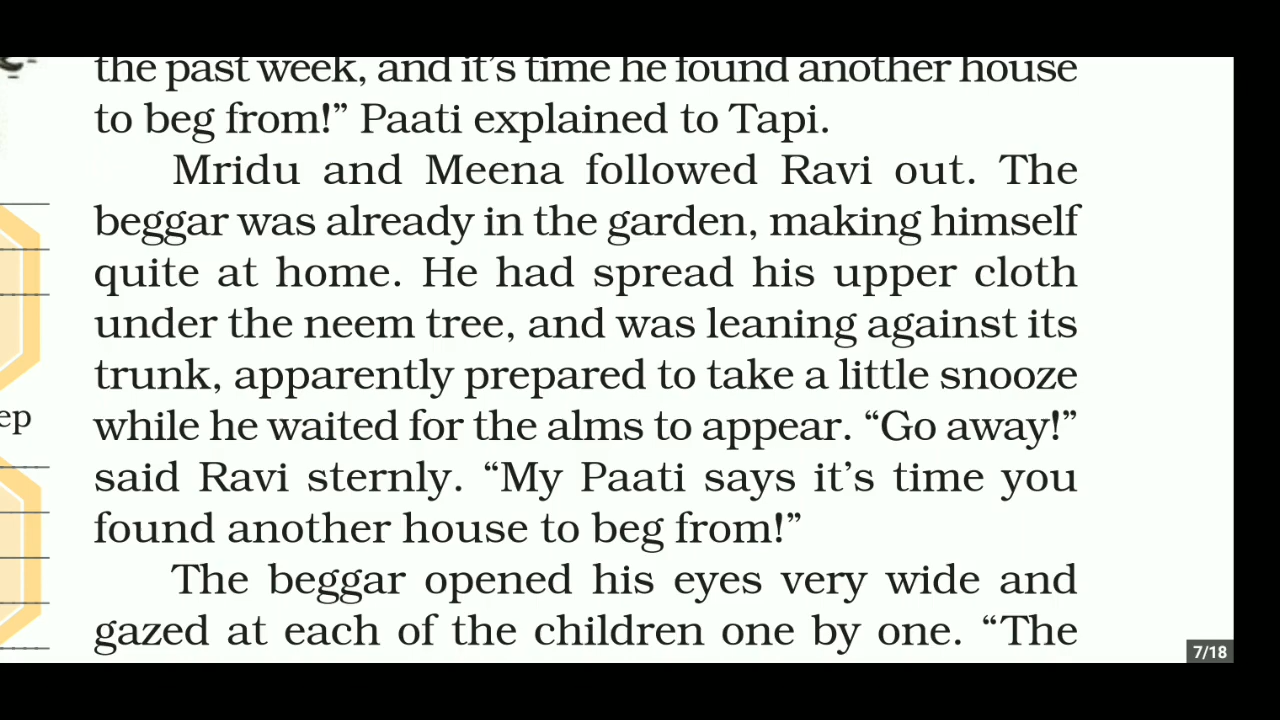 the past week, and it's time he found another house
to beg from!” Paati explained to Tapi.
Mridu and Meena followed Ravi out. The
beggar was already in the garden, making himself
quite at home. He had spread his upper cloth
under the neem tree, and was leaning against its
trunk, apparently prepared to take a little snooze
while he waited for the alms to appear. “Go away!”
said Ravi sternly. “My Paati says it’s time you
found another house to beg from!”
The beggar opened his eyes very wide and
gazed at each of the children one by one. “The
ep
7/18